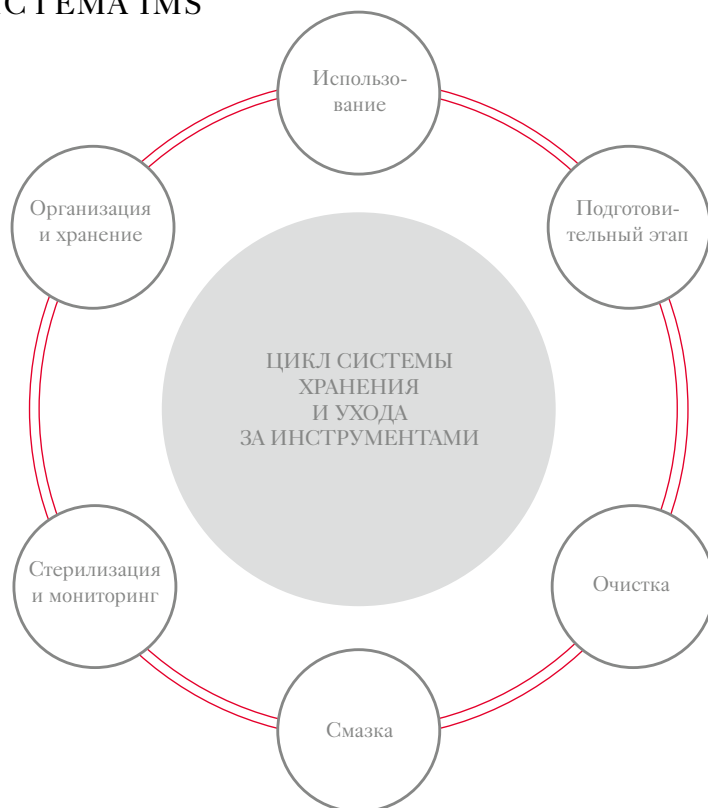 СТЕМА IMS
Использо-
вание
Подготови-
тельный этап
Очистка
Смазка
Стерилизация
и мониторинг
Организация
и хранение
ЦИКЛ СИСТЕМЫ
ХРАНЕНИЯ
И УХОДА
ЗА ИНСТРУМЕНТАМИ